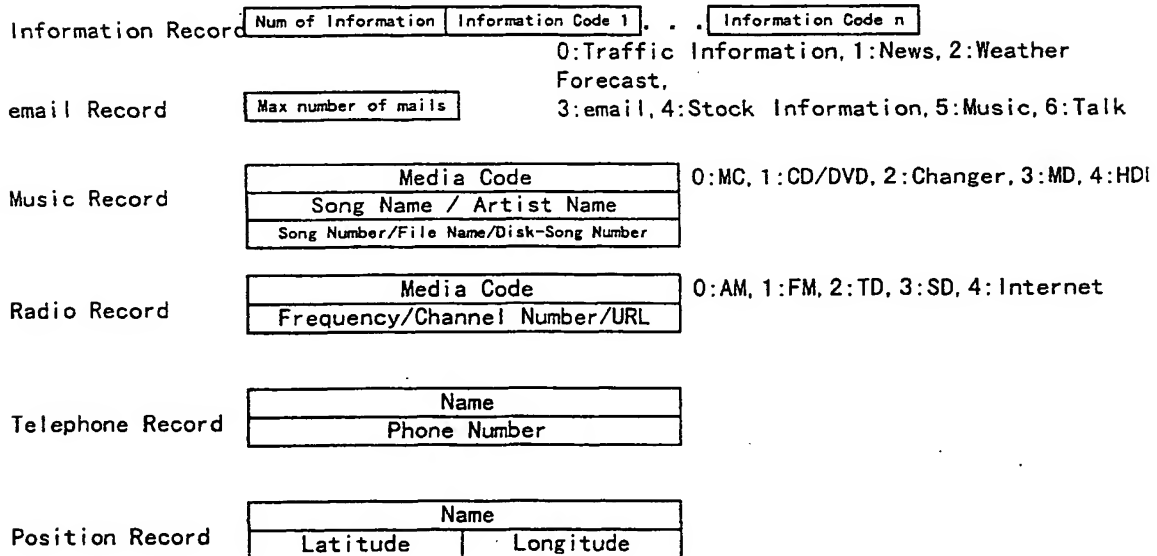 Information Record Num of Information Information Code 1 . . . Information Code n
0:Traffic Information, 1:News, 2:Weather
Forecast,
email Record Max number of mails 3:email, 4:Stock Information, 5:Music, 6:Talk
Media Code 0:MC, 1:CD/DVD, 2:Changer, 3:MD, 4:HD
Music Record Song Name / Artist Name
Song Number/File Name/Disk-Song Number
Media Code 0:AM, 1:FM, 2:TD, 3:SD, 4:Internet
Radio Record Frequency/Channel Number/URL
Name
Telephone Record Phone Number
Name
Position Record Latitude Longitude